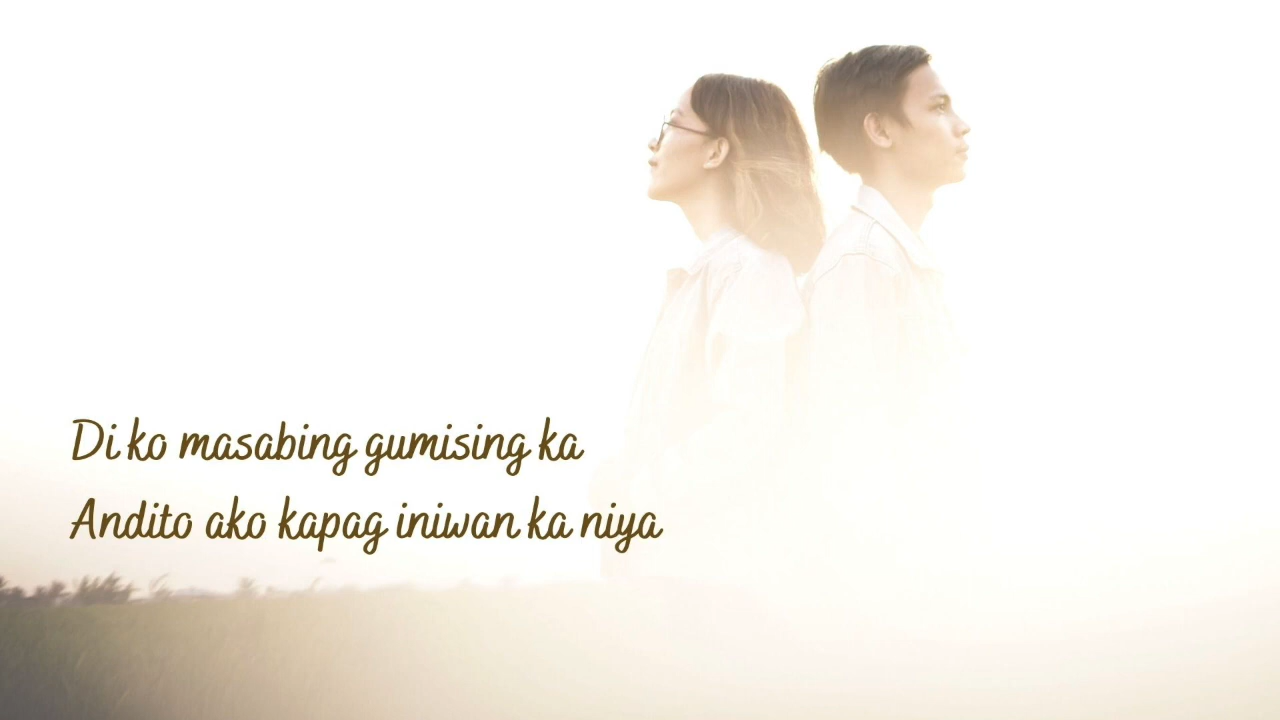 Di ko masabing gumising ka
Andito ako kapag iniwan ka niya